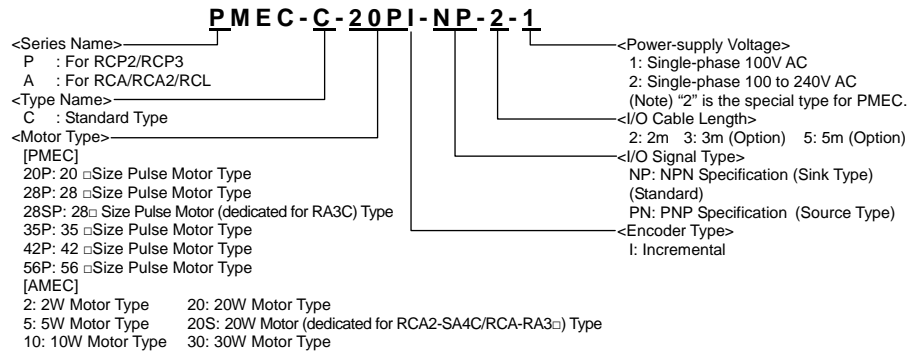 PMEC-C-20PI-NP-2-1
<Series Name>
P : For RCP2/RCP3
A : For RCA/RCA2/RCL
<Type Name>
C : Standard Type
<Motor Type>
[PMEC]
20P: 20 □Size Pulse Motor Type
28P: 28 □Size Pulse Motor Type
28SP: 28□ Size Pulse Motor (dedicated for RA3C) Type
35P: 35 □Size Pulse Motor Type
42P: 42 □Size Pulse Motor Type
56P: 56 □Size Pulse Motor Type
[AMEC]
2: 2W Motor Type 20: 20W Motor Type
5: 5W Motor Type 20S: 20W Motor (dedicated for RCA2-SA4C/RCA-RA3□) Type
10: 10W Motor Type 30: 30W Motor Type
<Power-supply Voltage>
1: Single-phase 100V AC
2: Single-phase 100 to 240V AC
(Note) “2” is the special type for PMEC.
<I/O Cable Length>
2: 2m 3: 3m (Option) 5: 5m (Option)
<I/O Signal Type>
NP: NPN Specification (Sink Type)
(Standard)
PN: PNP Specification (Source Type)
<Encoder Type>
I: Incremental